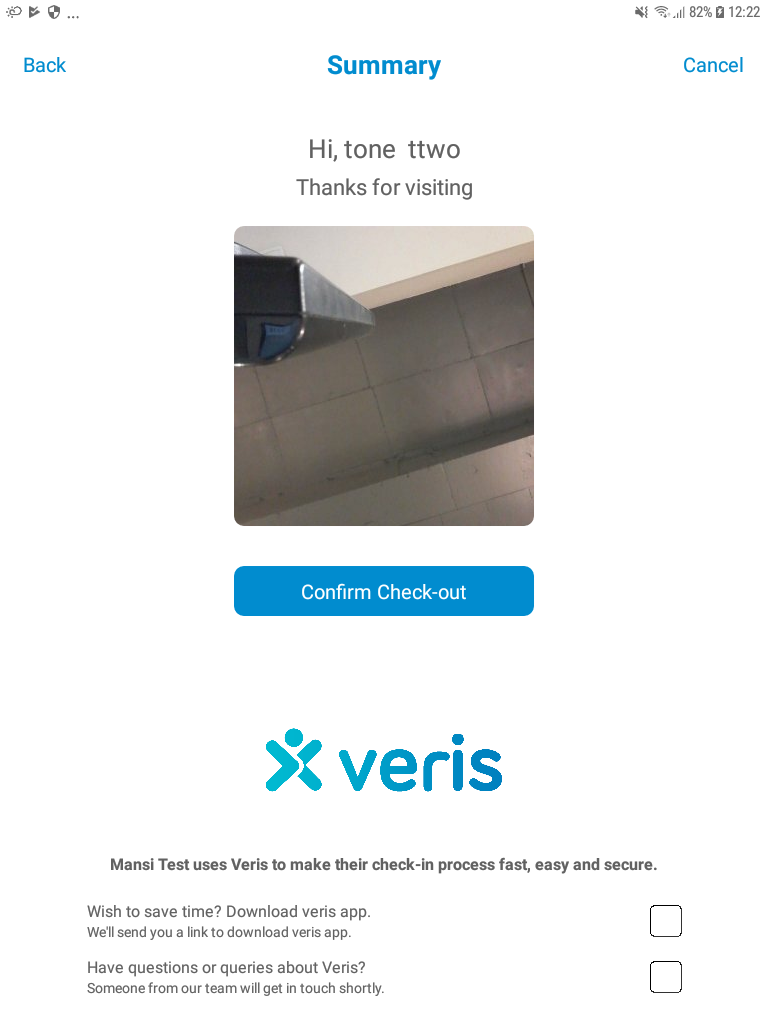 ... 82% 12:22
Back Summary Cancel
Hi, tone ttwo
Thanks for visiting
Confirm Check-out
veris
Mansi Test uses Veris to make their check-in process fast, easy and secure.
Wish to save time? Download veris app.
We'll send you a link to download veris app.
Have questions or queries about Veris?
Someone from our team will get in touch shortly.